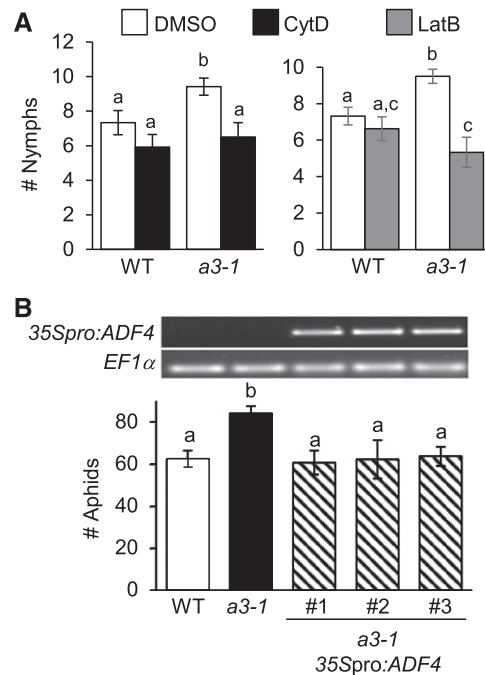 A
DMSO CytD LatB
# Nymphs
12
10
8
6
4
2
0
a a b a
WT a3-1
10
8
6
4
2
0
a a,c b c
WT a3-1
B
35Spro:ADF4
EF1α
# Aphids
80
60
40
20
0
a b a a a
WT a3-1 #1 #2 #3
a3-1
35Spro:ADF4